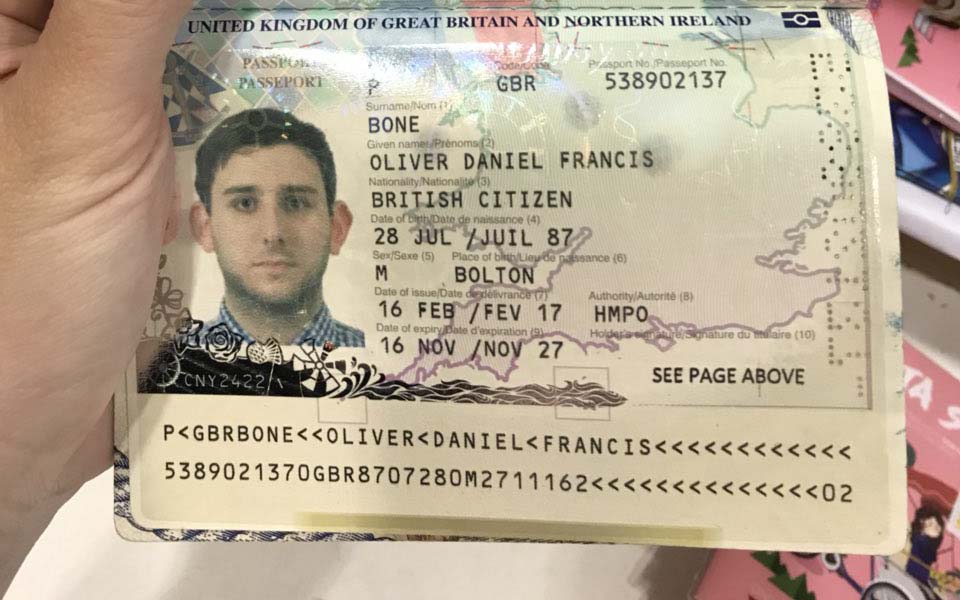 UNITED KINGDOM OF GREAT BRITAIN AND NORTHERN IRELAND
PASSPORT Code/Code Passport No./Passeport No.
PASSEPORT P GBR 538902137
Surname/Nom (1)
BONE
Given names/Prénoms (2)
OLIVER DANIEL FRANCIS
Nationality/Nationalité (3)
BRITISH CITIZEN
Date of birth/Date de naissance (4)
28 JUL /JUIL 87
Sex/Sexe (5) Place of birth/Lieu de naissance (6)
M BOLTON
Date of issue/Date de délivrance (7) Authority/Autorité (8)
16 FEB /FEV 17 HMPO
Date of expiry/Date d'expiration (9) Holder's signature/Signature du titulaire (10)
16 NOV /NOV 27
SEE PAGE ABOVE
CNY2422
P<GBRBONE<<OLIVER<DANIEL<FRANCIS<<<<<<<<<<<<
5389021370GBR8707280M2711162<<<<<<<<<<<<<<02